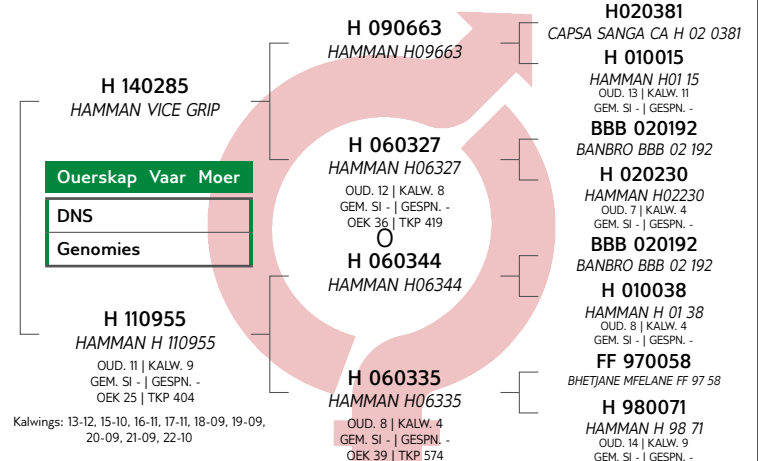 H 140285
HAMMAN VICE GRIP
Ouerskap Vaar Moer
DNS
Genomies
H 110955
HAMMAN H 110955
OUD. 11 | KALW. 9
GEM. SI - | GESPN. -
OEK 25 | TKP 404
Kalwings: 13-12, 15-10, 16-11, 17-11, 18-09, 19-09,
20-09, 21-09, 22-10
H 090663
HAMMAN H09663
H 060327
HAMMAN H06327
OUD. 12 | KALW. 8
GEM. SI - | GESPN. -
OEK 36 | TKP 419
O
H 060344
HAMMAN H06344
H 060335
HAMMAN H06335
OUD. 8 | KALW. 4
GEM. SI - | GESPN. -
OEK 39 | TKP 574
H020381
CAPSA SANGA CA H 02 0381
H 010015
HAMMAN H01 15
OUD. 13 | KALW. 11
GEM. SI - | GESPN. -
BBB 020192
BANBRO BBB 02 192
H 020230
HAMMAN H02230
OUD. 7 | KALW. 4
GEM. SI - | GESPN. -
BBB 020192
BANBRO BBB 02 192
H 010038
HAMMAN H 01 38
OUD. 8 | KALW. 4
GEM. SI - | GESPN. -
FF 970058
BHETJANE MFELANE FF 97 58
H 980071
HAMMAN H 98 71
OUD. 14 | KALW. 9
GEM. SI - | GESPN. -